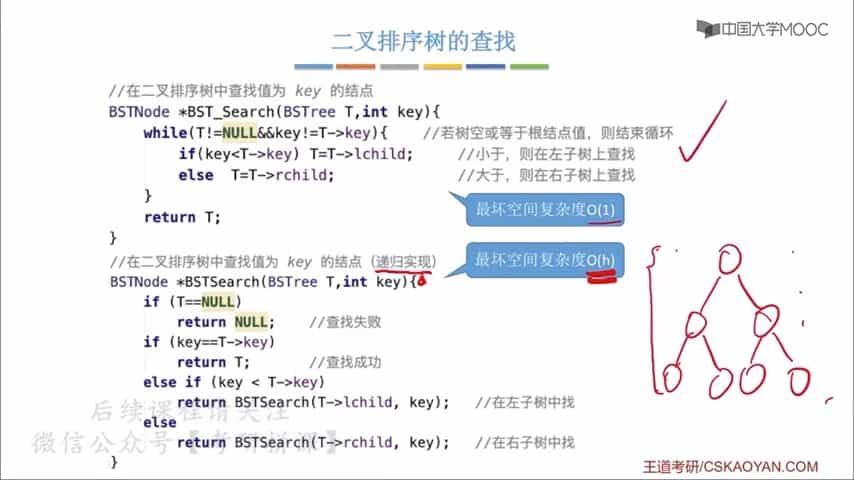 二叉排序树的查找
中国大学MOOC
//在二叉排序树中查找值为 key 的结点
BSTNode *BST_Search(BSTree T,int key){
while(T!=NULL&&key!=T->key){ //若树空或等于根结点值，则结束循环
if(key<T->key) T=T->lchild; //小于，则在左子树上查找
else T=T->rchild; //大于，则在右子树上查找
}
return T;
}
最坏空间复杂度O(1)
//在二叉排序树中查找值为 key 的结点（递归实现）
最坏空间复杂度O(h)
BSTNode *BSTSearch(BSTree T,int key){
if (T==NULL)
return NULL; //查找失败
if (key==T->key)
return T; //查找成功
else if (key < T->key)
return BSTSearch(T->lchild, key); //在左子树中找
else
return BSTSearch(T->rchild, key); //在右子树中找
}
后续课程请关注
微信公众号【考研拼课】
王道考研/CSKAOYAN.COM